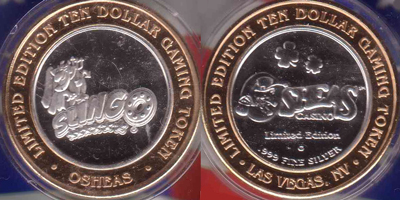 LIMITED EDITION TEN DOLLAR GAMING TOKEN
SLINGO
• OSHEAS •
LIMITED EDITION TEN DOLLAR GAMING TOKEN
O'SHEAS
CASINO
Limited Edition
.999 FINE SILVER
• LAS VEGAS, NV •